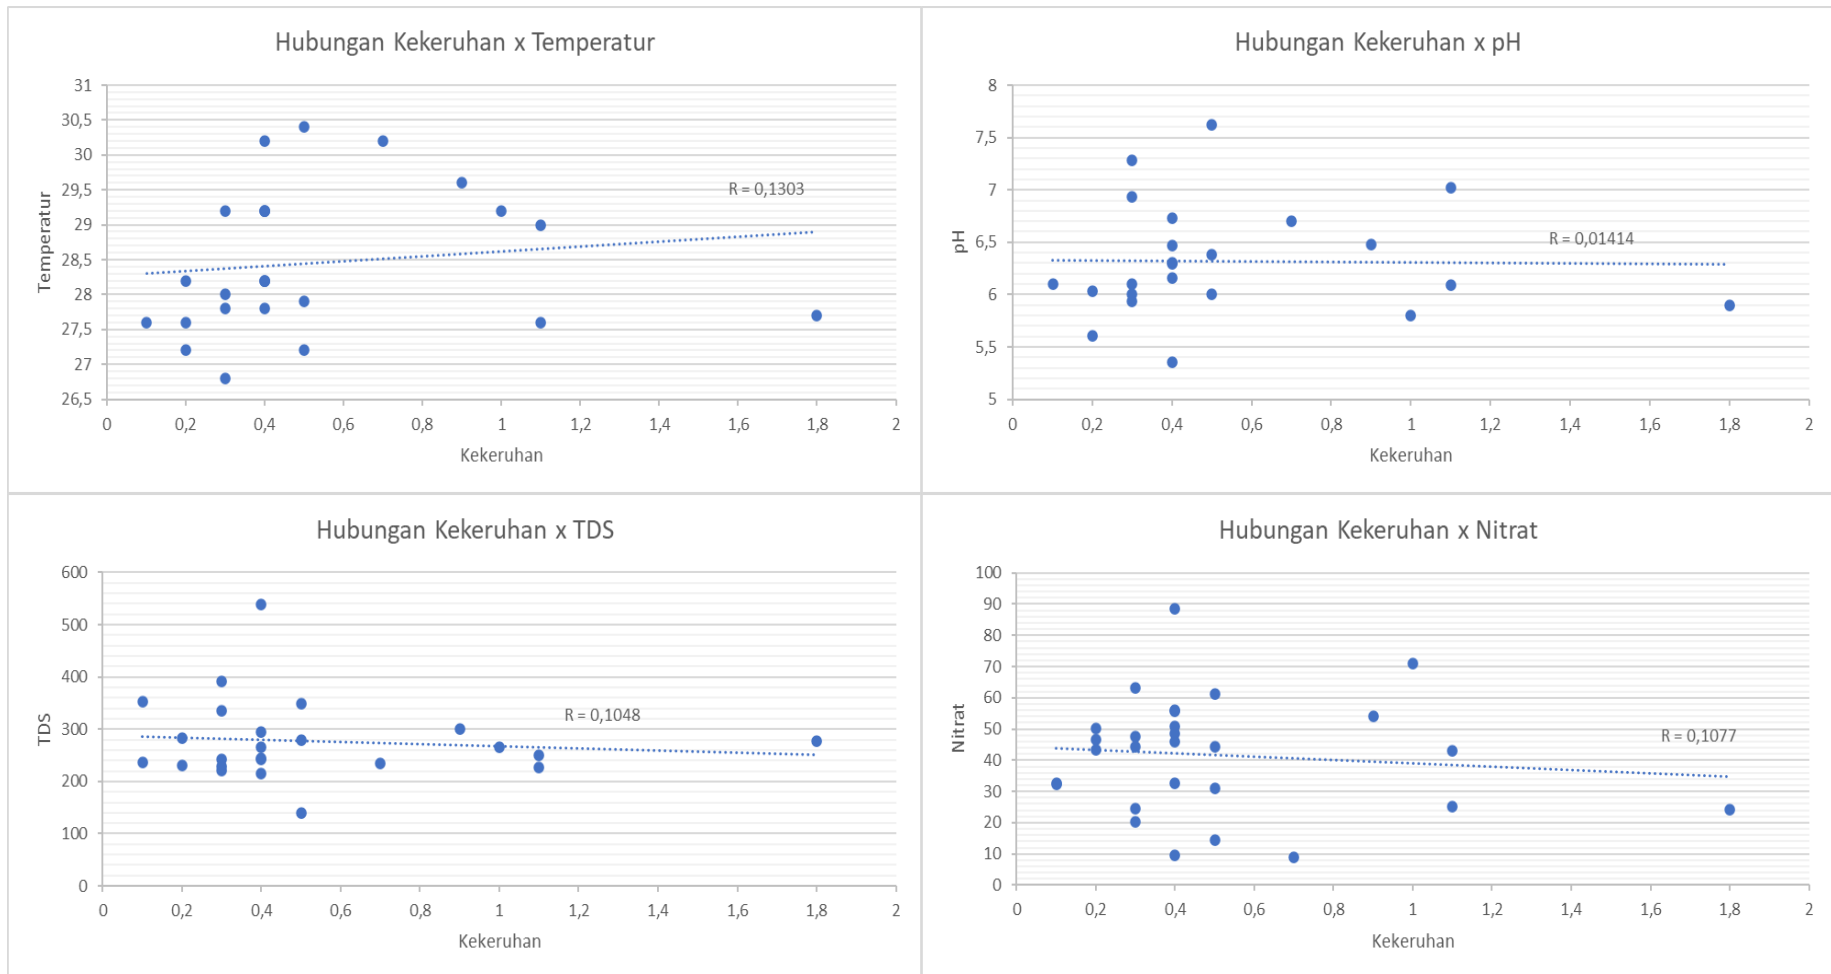 Hubungan Kekeruhan x Temperatur
31
30,5
30
29,5
29
28,5
28
27,5
27
26,5
Temperatur
R = 0,1303
0 0,2 0,4 0,6 0,8 1 1,2 1,4 1,6 1,8 2
Kekeruhan
Hubungan Kekeruhan x pH
8
7,5
7
6,5
6
5,5
5
pH
R = 0,01414
0 0,2 0,4 0,6 0,8 1 1,2 1,4 1,6 1,8 2
Kekeruhan
Hubungan Kekeruhan x TDS
600
500
400
300
200
100
0
TDS
R = 0,1048
0 0,2 0,4 0,6 0,8 1 1,2 1,4 1,6 1,8 2
Kekeruhan
Hubungan Kekeruhan x Nitrat
100
90
80
70
60
50
40
30
20
10
0
Nitrat
R = 0,1077
0 0,2 0,4 0,6 0,8 1 1,2 1,4 1,6 1,8 2
Kekeruhan